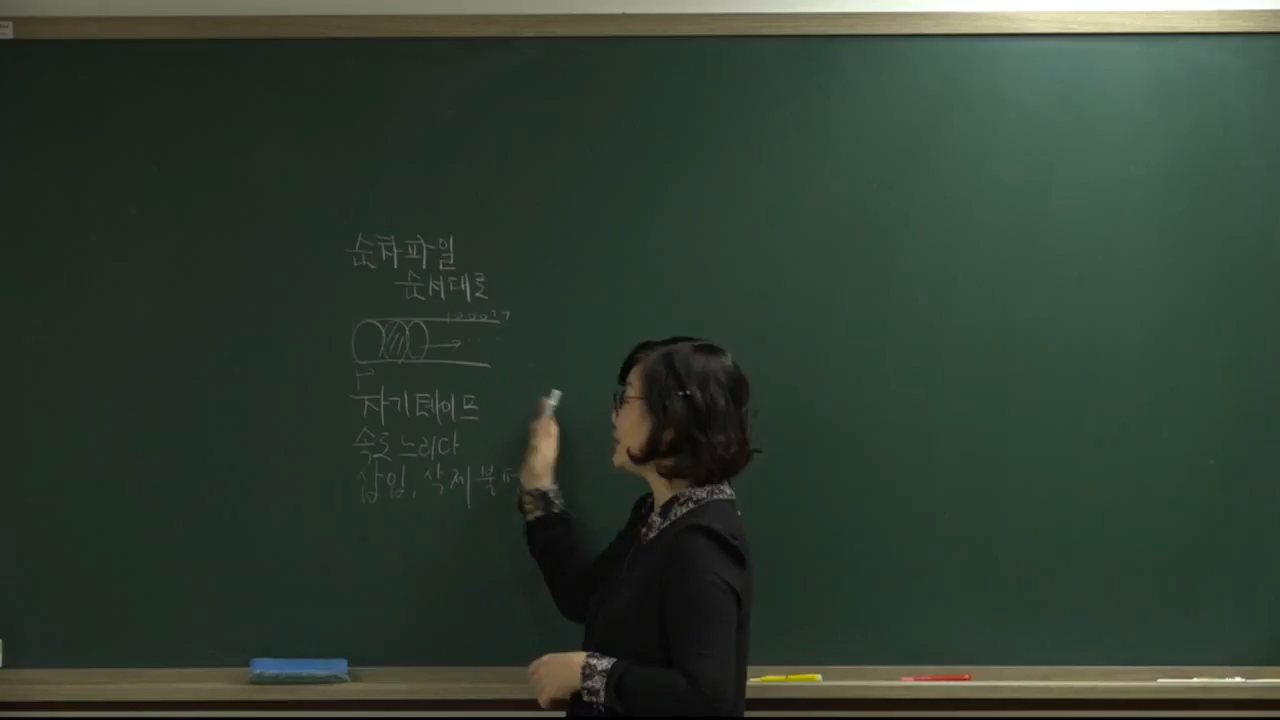 순차파일
순서대로
자기테이프
속도 느리다
삽입, 삭제 불